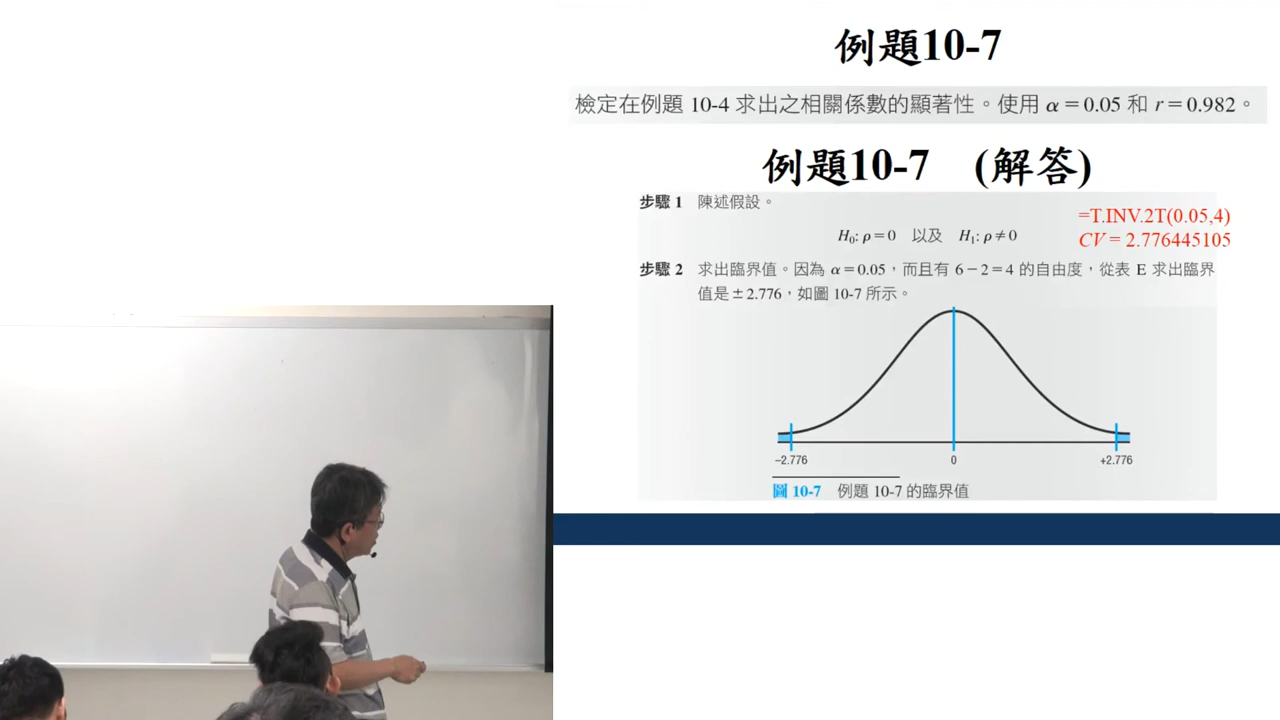 例題10-7
檢定在例題 10-4 求出之相關係數的顯著性。使用 α = 0.05 和 r = 0.982。
例題10-7 (解答)
步驟 1 陳述假設。
=T.INV.2T(0.05,4)
H₀: ρ = 0 以及 H₁: ρ ≠ 0
CV = 2.776445105
步驟 2 求出臨界值。因為 α = 0.05，而且有 6 − 2 = 4 的自由度，從表 E 求出臨界
值是 ± 2.776，如圖 10-7 所示。
−2.776 0 +2.776
圖 10-7 例題 10-7 的臨界值